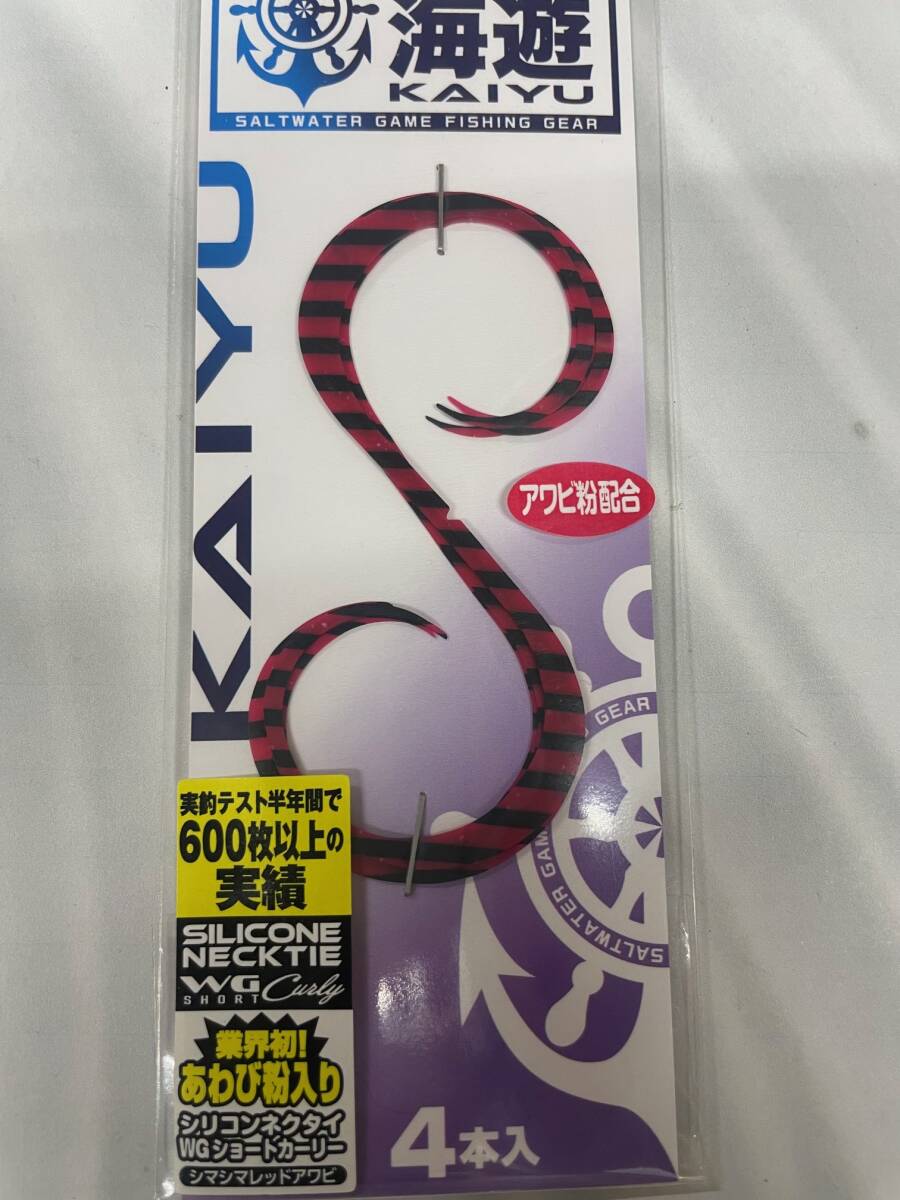 海遊
KAIYU
SALTWATER GAME FISHING GEAR
KAIYU
アワビ粉配合
GEAR
SALTWATER GAM
実釣テスト半年間で
600枚以上の
実績
SILICONE
NECKTIE
WG
SHORT Curly
業界初!
あわび粉入り
シリコンネクタイ
WGショートカーリー
シマシマレッドアワビ
4本入